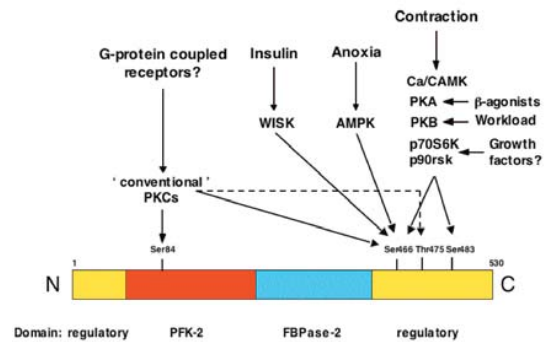 Contraction
G-protein coupled
receptors?
Insulin
Anoxia
Ca/CAMK
PKA
β-agonists
WISK
AMPK
PKB
Workload
p70S6K
p90rsk
Growth
factors?
' conventional '
PKCs
Ser84
Ser466 Thr475 Ser483
1
530
N
C
Domain: regulatory PFK-2 FBPase-2 regulatory